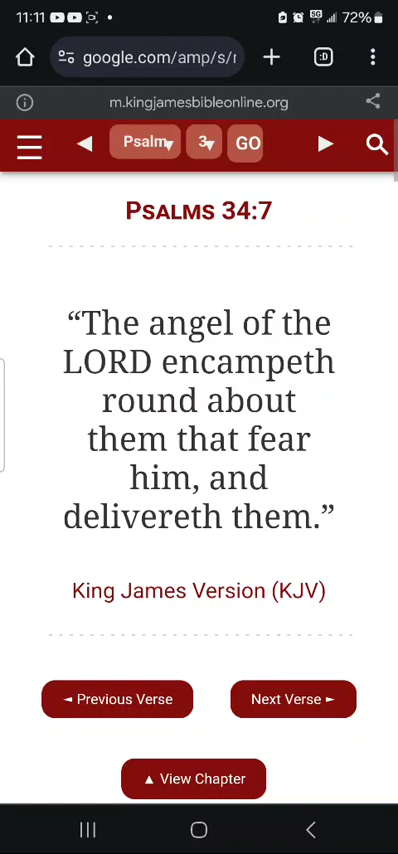 11:11 5G 72%
google.com/amp/s/r :D
m.kingjamesbibleonline.org
Psalm 3 GO
PSALMS 34:7
“The angel of the
LORD encampeth
round about
them that fear
him, and
delivereth them.”
King James Version (KJV)
◄ Previous Verse Next Verse ►
▲ View Chapter